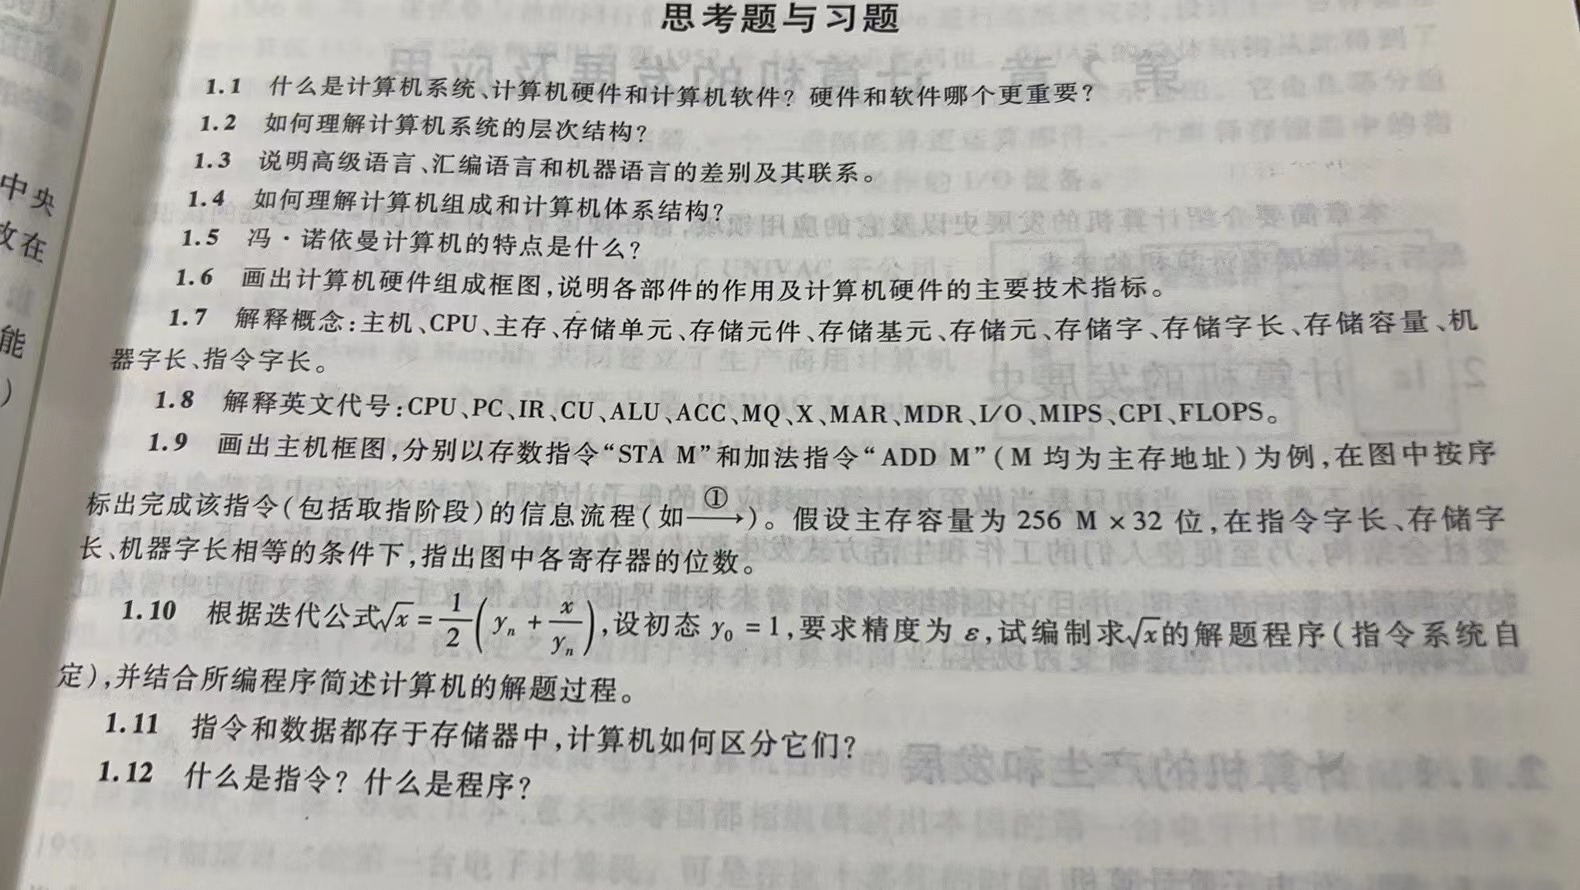 思考题与习题
1.1 什么是计算机系统、计算机硬件和计算机软件？硬件和软件哪个更重要？
1.2 如何理解计算机系统的层次结构？
1.3 说明高级语言、汇编语言和机器语言的差别及其联系。
1.4 如何理解计算机组成和计算机体系结构？
1.5 冯·诺依曼计算机的特点是什么？
1.6 画出计算机硬件组成框图，说明各部件的作用及计算机硬件的主要技术指标。
1.7 解释概念：主机、CPU、主存、存储单元、存储元件、存储基元、存储元、存储字、存储字长、存储容量、机
器字长、指令字长。
1.8 解释英文代号：CPU、PC、IR、CU、ALU、ACC、MQ、X、MAR、MDR、I/O、MIPS、CPI、FLOPS。
1.9 画出主机框图，分别以存数指令“STA M”和加法指令“ADD M”（M 均为主存地址）为例，在图中按序
标出完成该指令（包括取指阶段）的信息流程（如①→）。假设主存容量为 256 M×32 位，在指令字长、存储字
长、机器字长相等的条件下，指出图中各寄存器的位数。
1.10 根据迭代公式√x = 1/2(yₙ + x/yₙ)，设初态 y₀ = 1，要求精度为 ε，试编制求√x的解题程序（指令系统自
定），并结合所编程序简述计算机的解题过程。
1.11 指令和数据都存于存储器中，计算机如何区分它们？
1.12 什么是指令？什么是程序？
中央
在
能